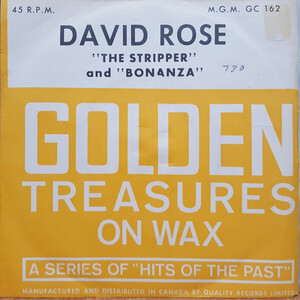 45 R.P.M. M.G.M. GC 162
DAVID ROSE
"THE STRIPPER"
and "BONANZA"
GOLDEN
TREASURES
ON WAX
A SERIES OF "HITS OF THE PAST"
MANUFACTURED AND DISTRIBUTED IN CANADA BY QUALITY RECORDS LIMITED